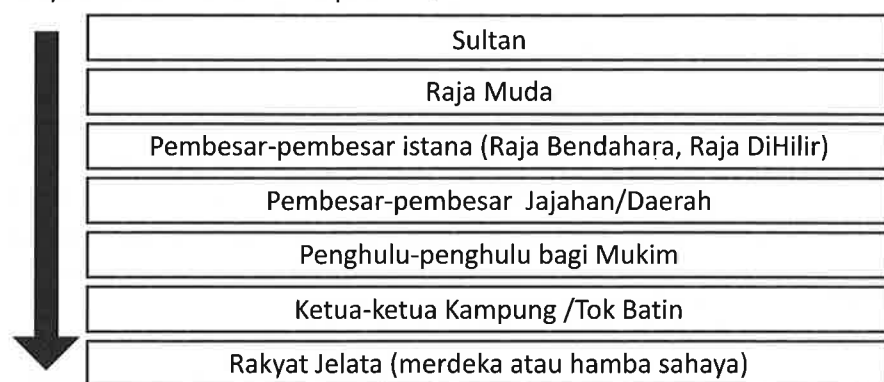 Sultan
Raja Muda
Pembesar-pembesar istana (Raja Bendahara, Raja DiHilir)
Pembesar-pembesar Jajahan/Daerah
Penghulu-penghulu bagi Mukim
Ketua-ketua Kampung /Tok Batin
Rakyat Jelata (merdeka atau hamba sahaya)